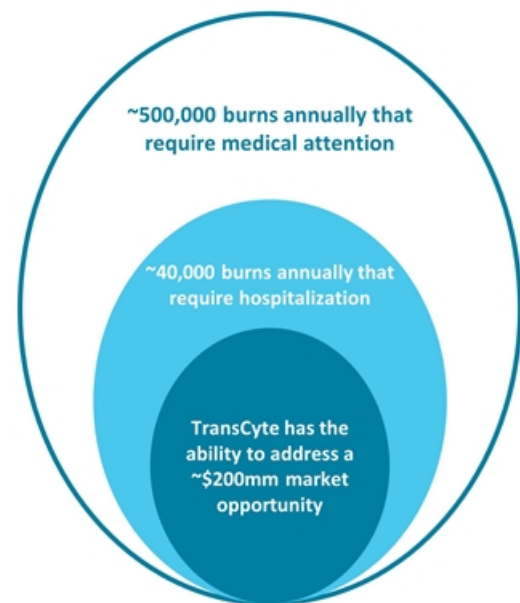 ~500,000 burns annually that
require medical attention
~40,000 burns annually that
require hospitalization
TransCyte has the
ability to address a
~$200mm market
opportunity